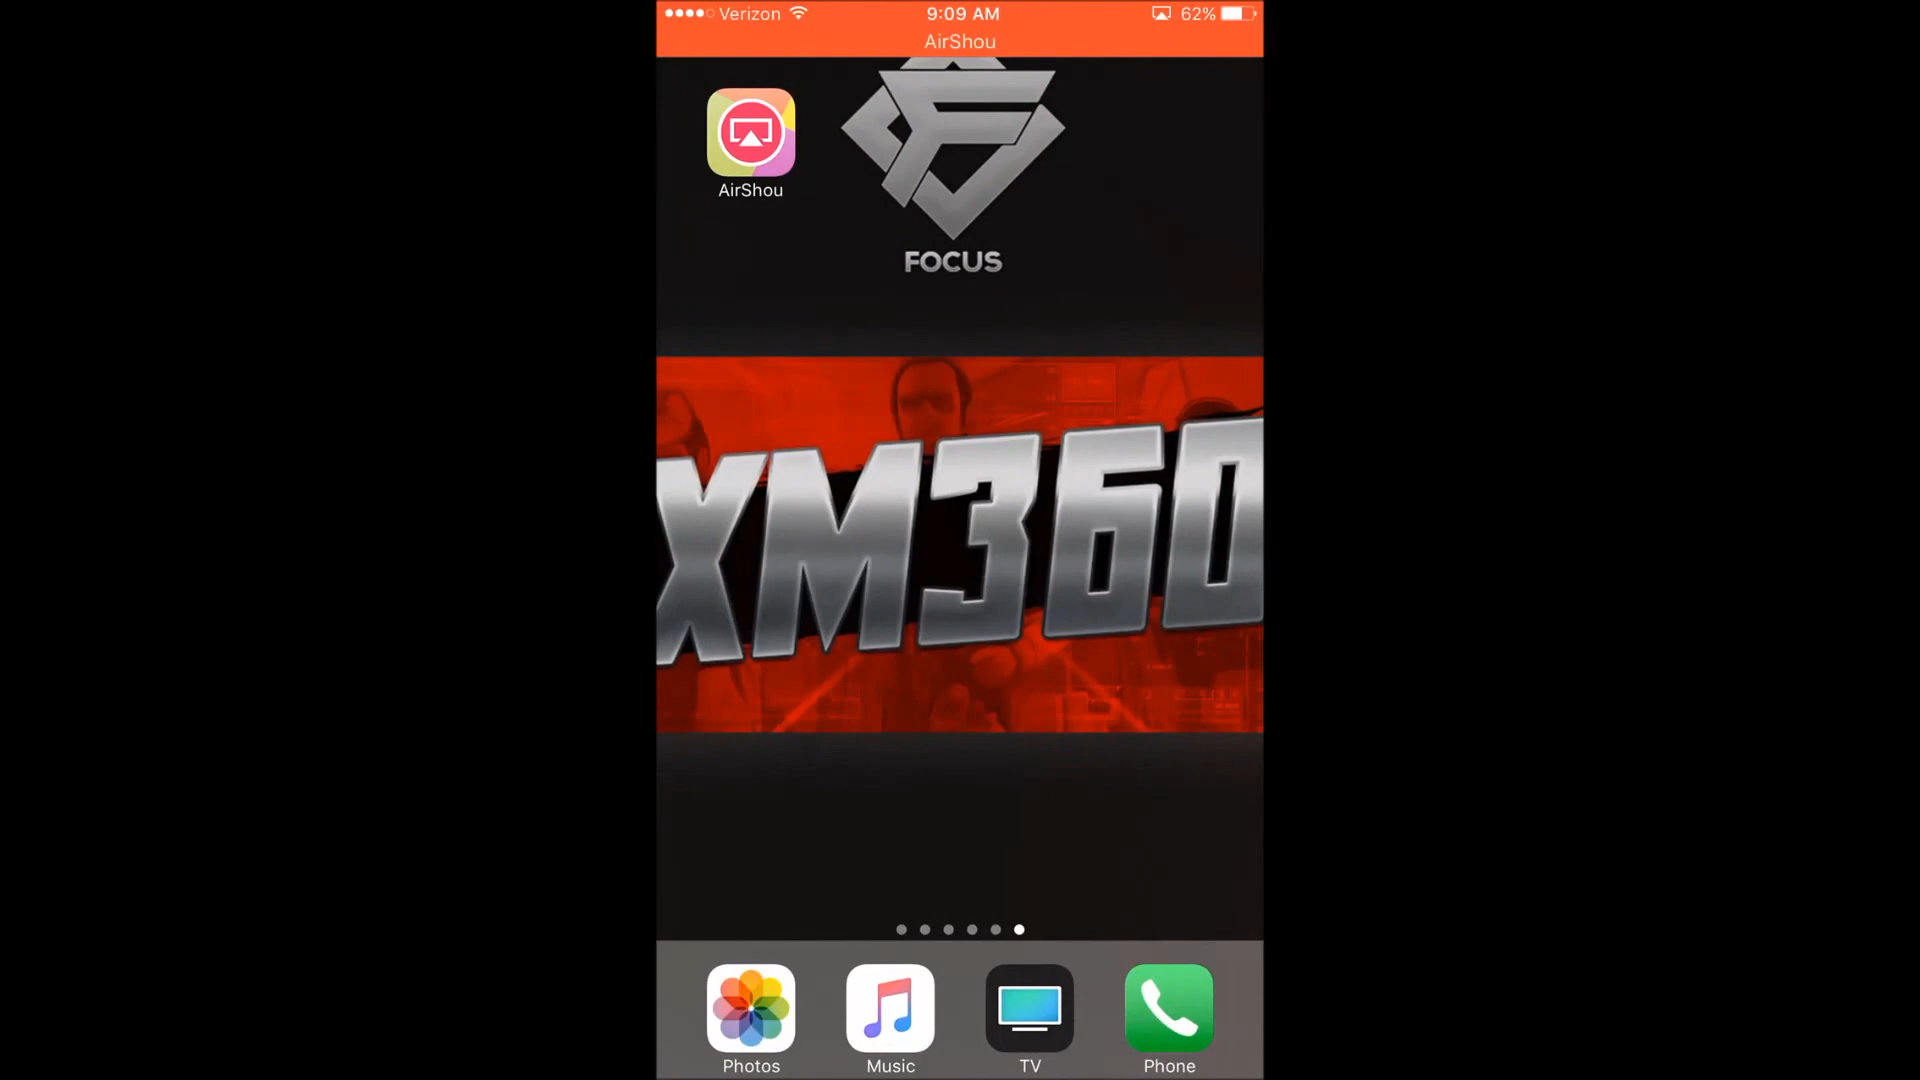 Verizon 9:09 AM 62%
AirShou
AirShou
FOCUS
XM360
Photos Music TV Phone